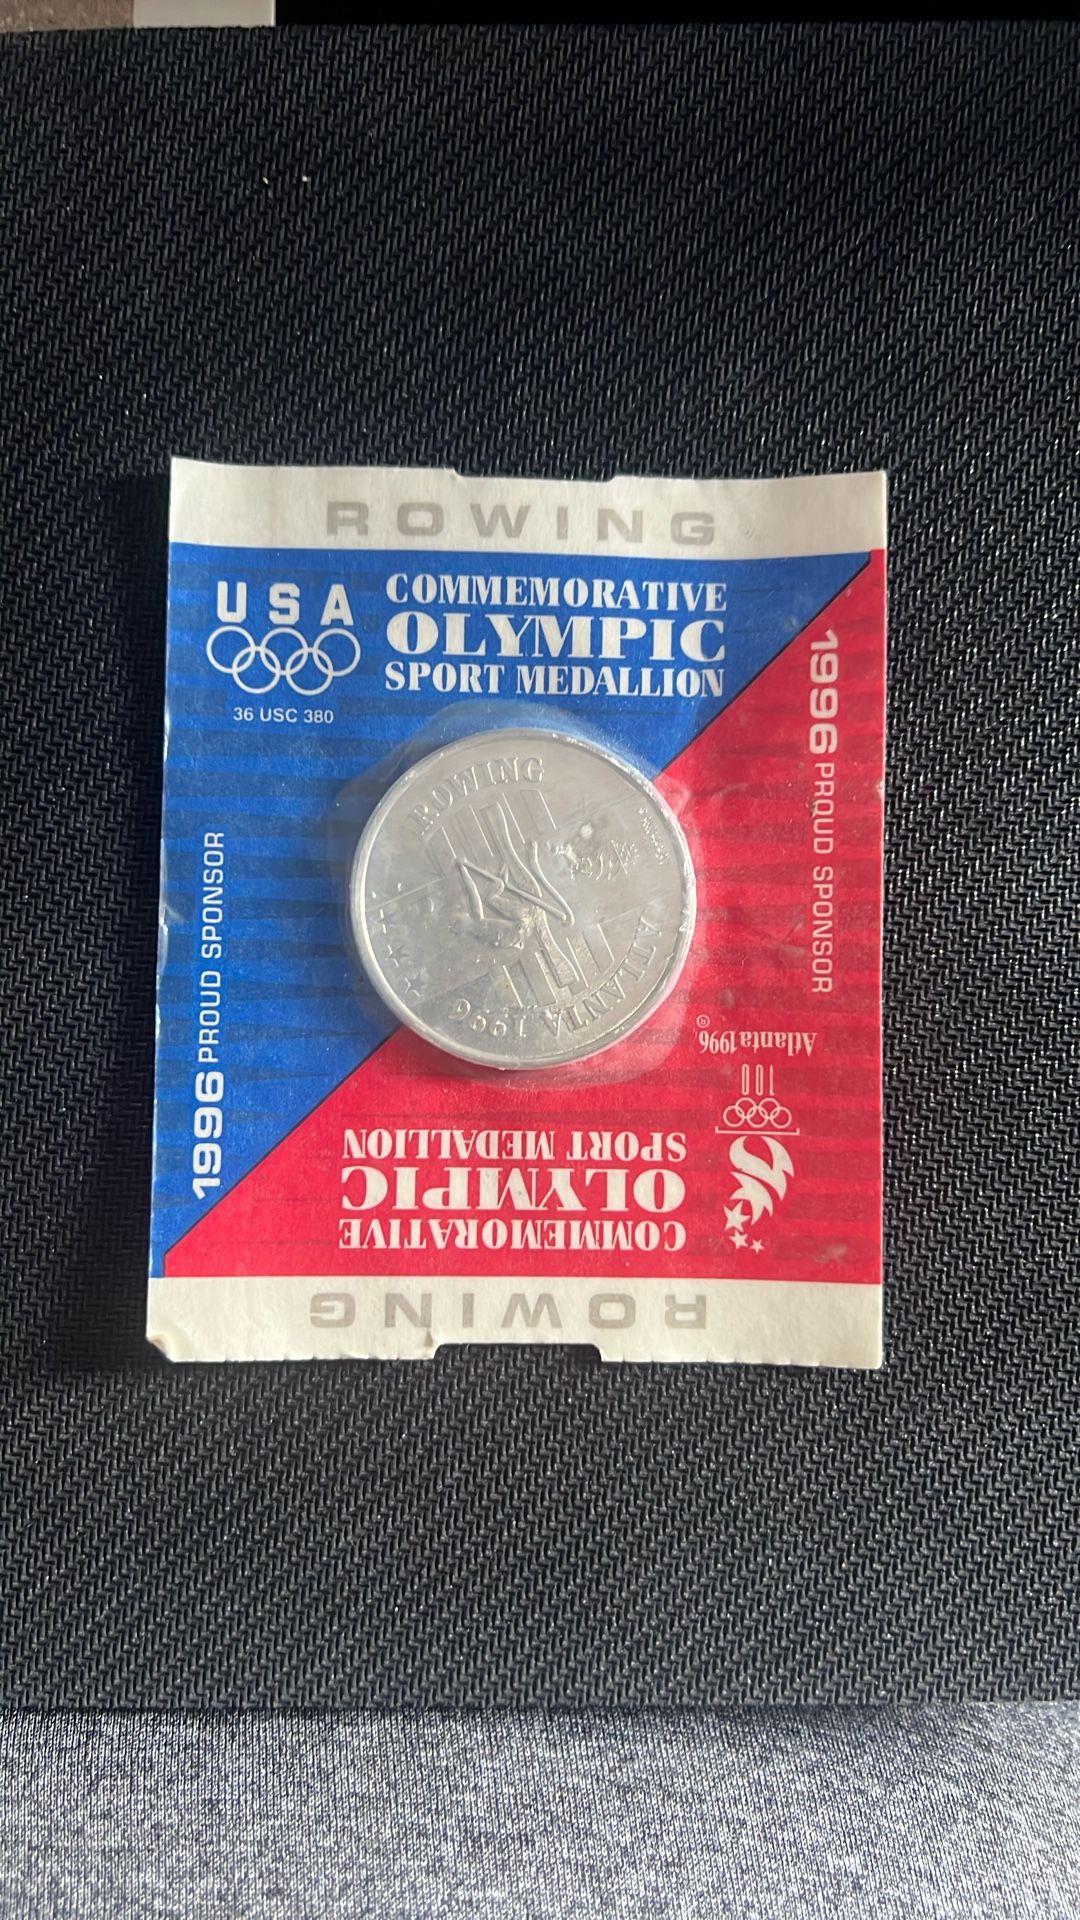 ROWING
USA
36 USC 380
COMMEMORATIVE
OLYMPIC
SPORT MEDALLION
1996 PROUD SPONSOR
1996 PROUD SPONSOR
ROWING
ATLANTA 1996
Atlanta 1996®
100
COMMEMORATIVE
OLYMPIC
SPORT MEDALLION
ROWING